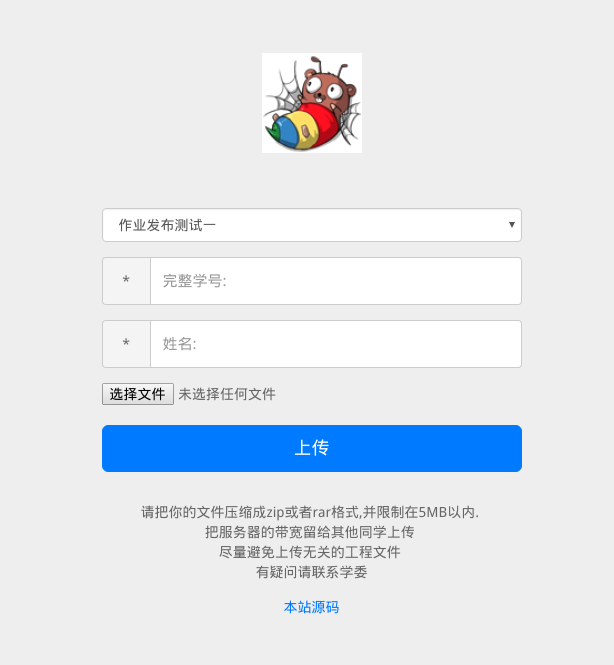 作业发布测试一
* 完整学号:
* 姓名:
选择文件 未选择任何文件
上传
请把你的文件压缩成zip或者rar格式,并限制在5MB以内.
把服务器的带宽留给其他同学上传
尽量避免上传无关的工程文件
有疑问请联系学委
本站源码